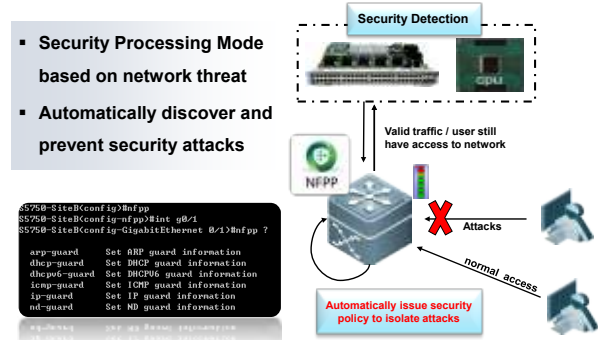 Security Detection
▪ Security Processing Mode
based on network threat
▪ Automatically discover and
prevent security attacks
cpu
Valid traffic / user still
have access to network
NFPP
Attacks
normal access
Automatically issue security
policy to isolate attacks
S5750-SiteB(config)#nfpp
S5750-SiteB(config-nfpp)#int g0/1
S5750-SiteB(config-GigabitEthernet 0/1)#nfpp ?
arp-guard Set ARP guard information
dhcp-guard Set DHCP guard information
dhcpv6-guard Set DHCPV6 guard information
icmp-guard Set ICMP guard information
ip-guard Set IP guard information
nd-guard Set ND guard information